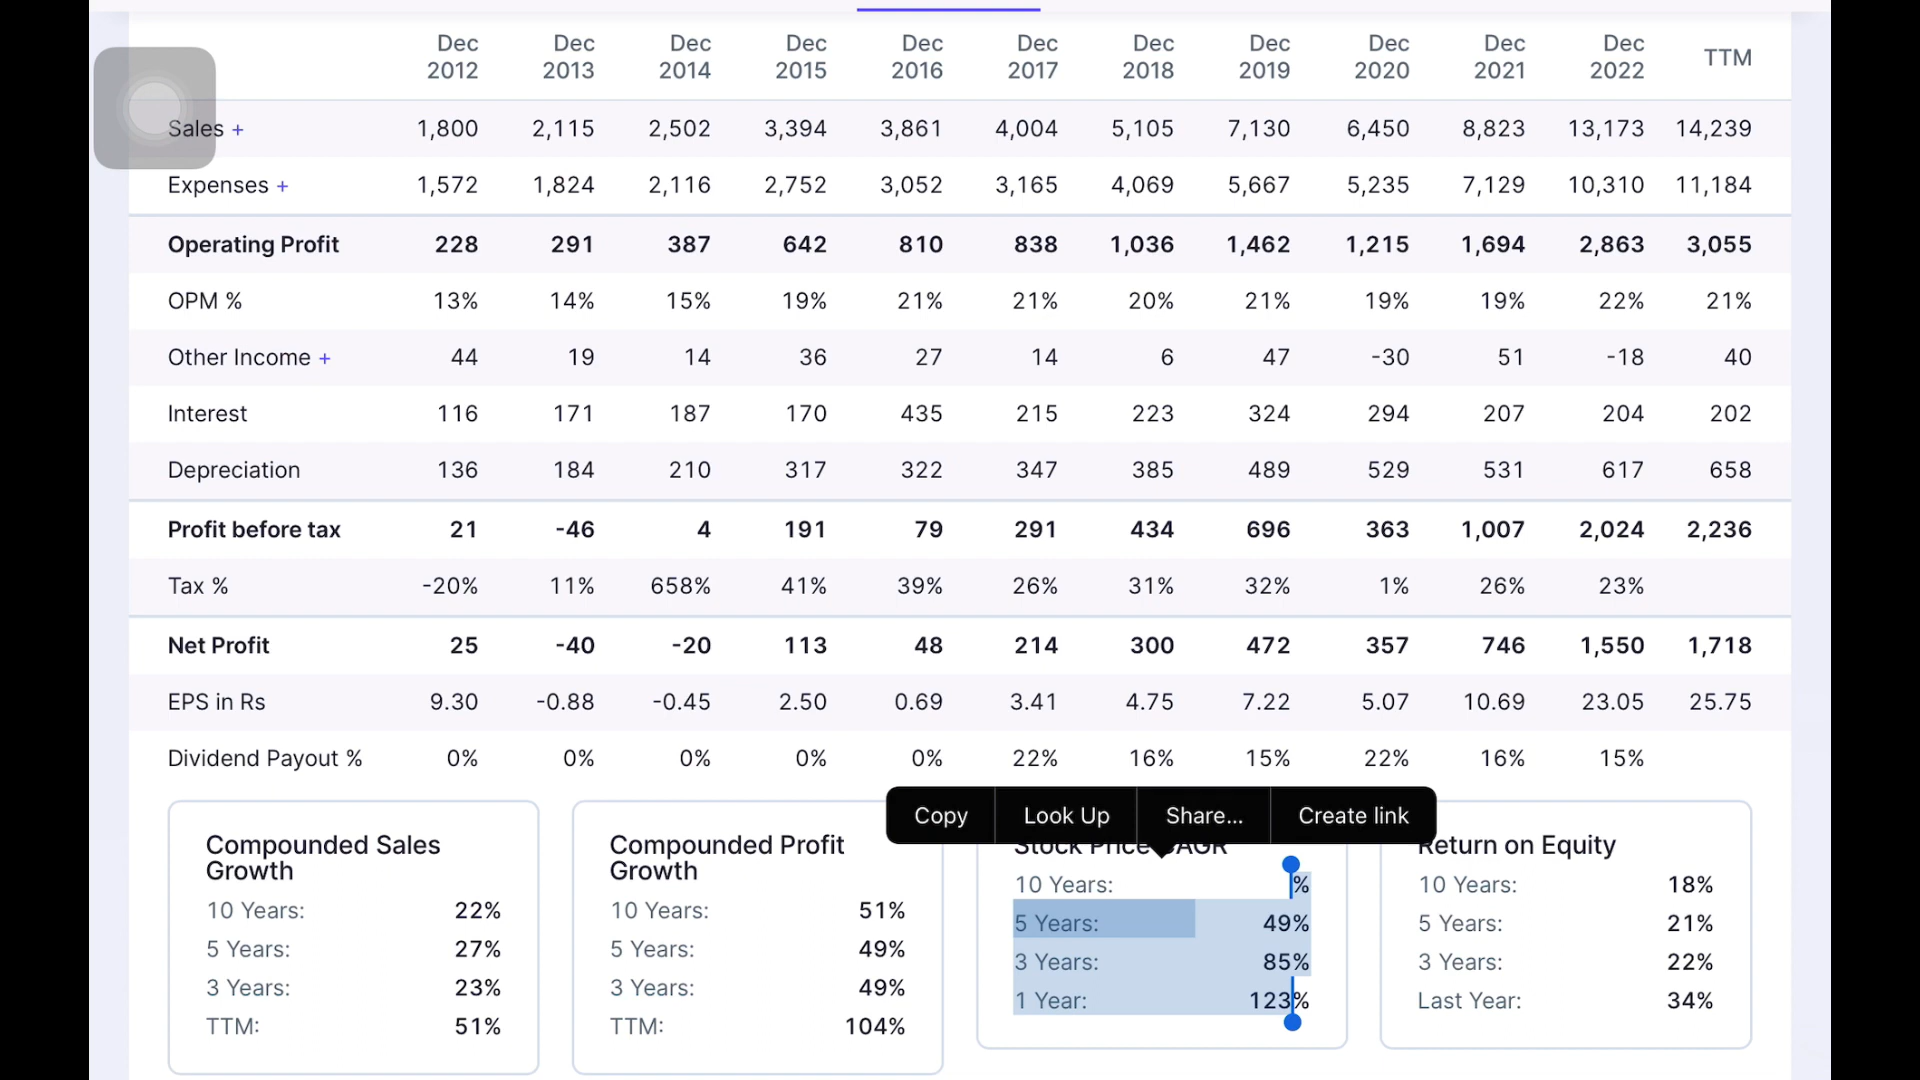 Dec 2012 Dec 2013 Dec 2014 Dec 2015 Dec 2016 Dec 2017 Dec 2018 Dec 2019 Dec 2020 Dec 2021 Dec 2022 TTM
Sales + 1,800 2,115 2,502 3,394 3,861 4,004 5,105 7,130 6,450 8,823 13,173 14,239
Expenses + 1,572 1,824 2,116 2,752 3,052 3,165 4,069 5,667 5,235 7,129 10,310 11,184
Operating Profit 228 291 387 642 810 838 1,036 1,462 1,215 1,694 2,863 3,055
OPM % 13% 14% 15% 19% 21% 21% 20% 21% 19% 19% 22% 21%
Other Income + 44 19 14 36 27 14 6 47 -30 51 -18 40
Interest 116 171 187 170 435 215 223 324 294 207 204 202
Depreciation 136 184 210 317 322 347 385 489 529 531 617 658
Profit before tax 21 -46 4 191 79 291 434 696 363 1,007 2,024 2,236
Tax % -20% 11% 658% 41% 39% 26% 31% 32% 1% 26% 23%
Net Profit 25 -40 -20 113 48 214 300 472 357 746 1,550 1,718
EPS in Rs 9.30 -0.88 -0.45 2.50 0.69 3.41 4.75 7.22 5.07 10.69 23.05 25.75
Dividend Payout % 0% 0% 0% 0% 0% 22% 16% 15% 22% 16% 15%
Copy Look Up Share... Create link
Compounded Sales
Growth
10 Years: 22%
5 Years: 27%
3 Years: 23%
TTM: 51%
Compounded Profit
Growth
10 Years: 51%
5 Years: 49%
3 Years: 49%
TTM: 104%
Stock Price CAGR
10 Years: %
5 Years: 49%
3 Years: 85%
1 Year: 123%
Return on Equity
10 Years: 18%
5 Years: 21%
3 Years: 22%
Last Year: 34%